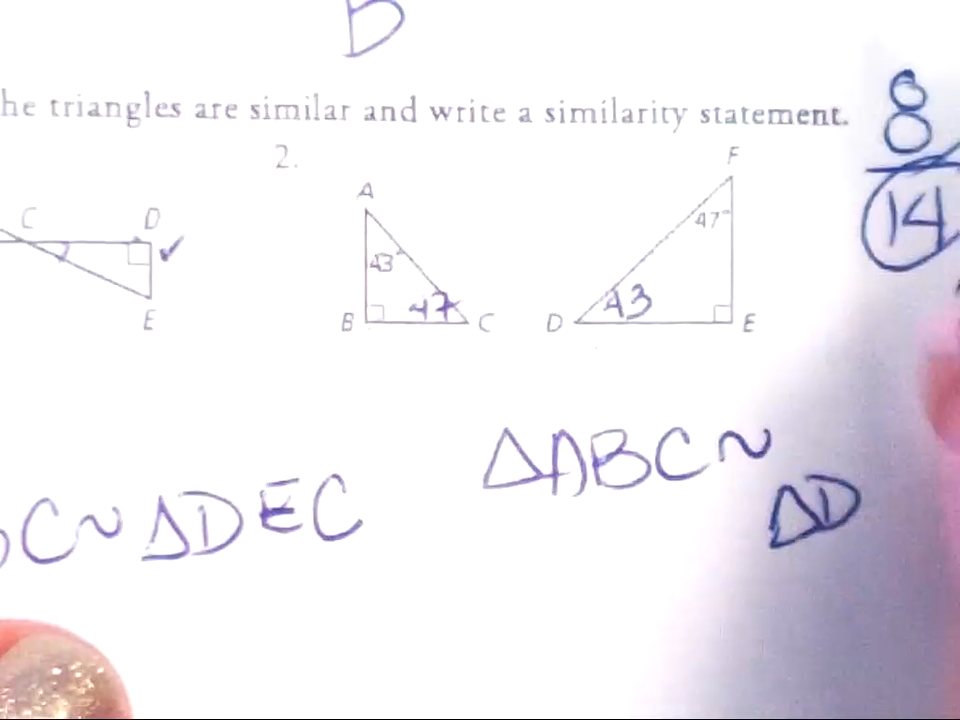 D
he triangles are similar and write a similarity statement.
8
14
2.
C D E
A 43° B 47 C
F 47° D 43 E
C~ΔDEC
ΔABC~
ΔD